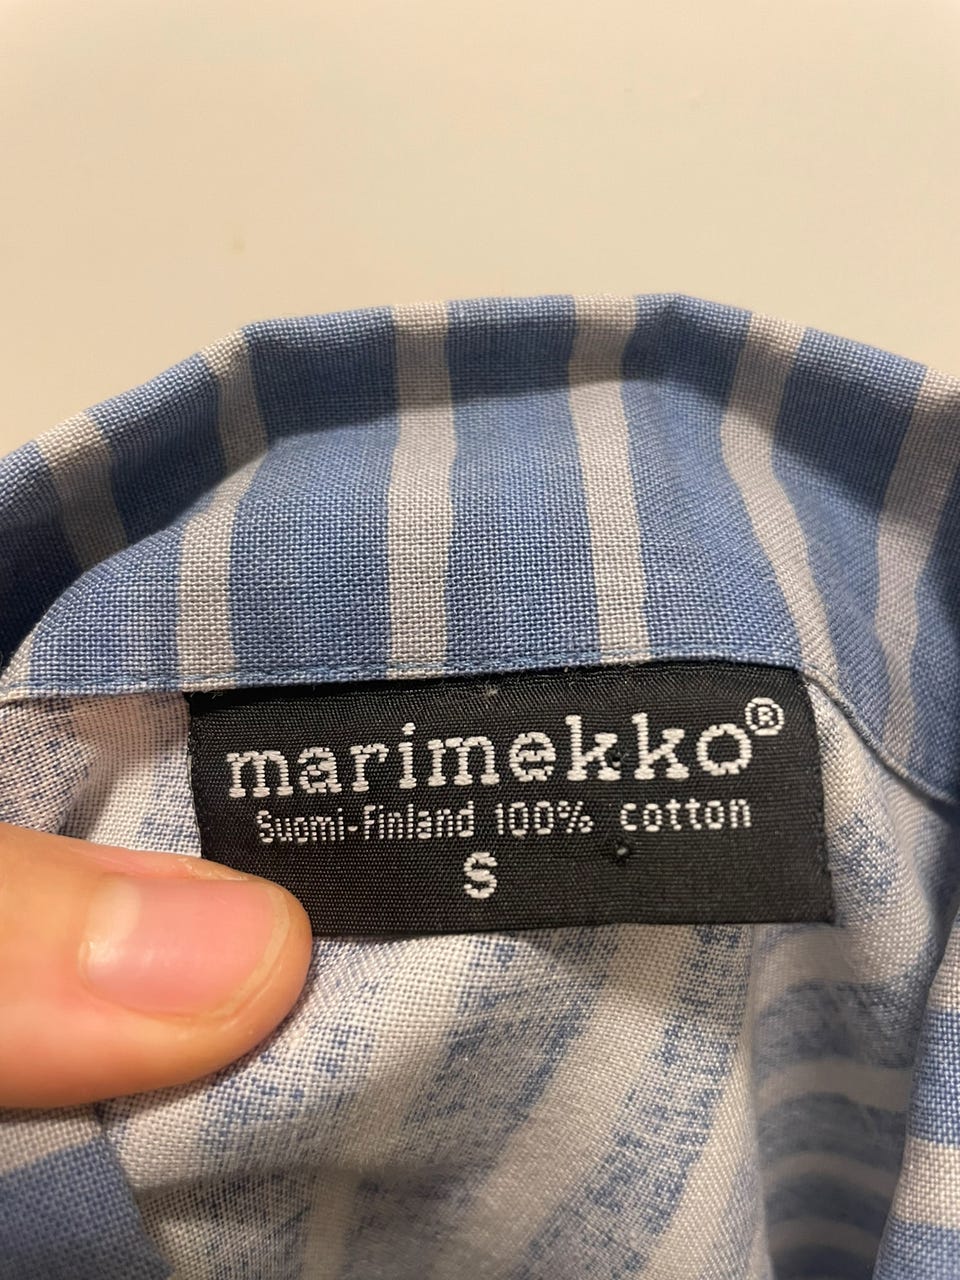 marimekko®
Suomi-Finland 100% cotton
S